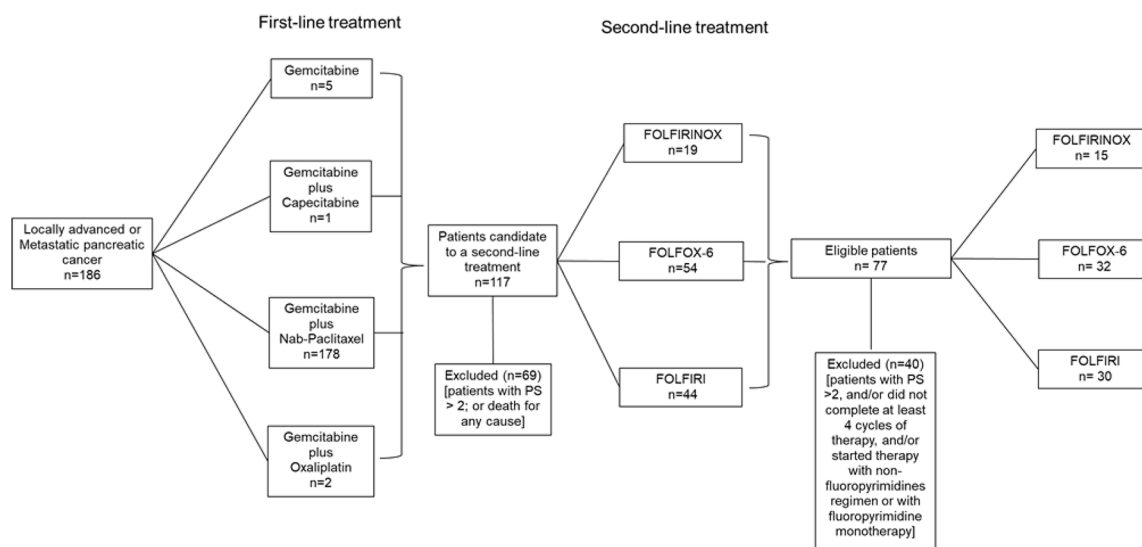 First-line treatment
Second-line treatment
Gemcitabine
n=5
Gemcitabine
plus
Capecitabine
n=1
Gemcitabine
plus
Nab-Paclitaxel
n=178
Gemcitabine
plus
Oxaliplatin
n=2
Locally advanced or
Metastatic pancreatic
cancer
n=186
Patients candidate
to a second-line
treatment
n=117
Excluded (n=69)
[patients with PS
> 2; or death for
any cause]
FOLFIRINOX
n=19
FOLFOX-6
n=54
FOLFIRI
n=44
Eligible patients
n= 77
Excluded (n=40)
[patients with PS
>2, and/or did not
complete at least
4 cycles of
therapy, and/or
started therapy
with non-
fluoropyrimidines
regimen or with
fluoropyrimidine
monotherapy]
FOLFIRINOX
n= 15
FOLFOX-6
n= 32
FOLFIRI
n= 30